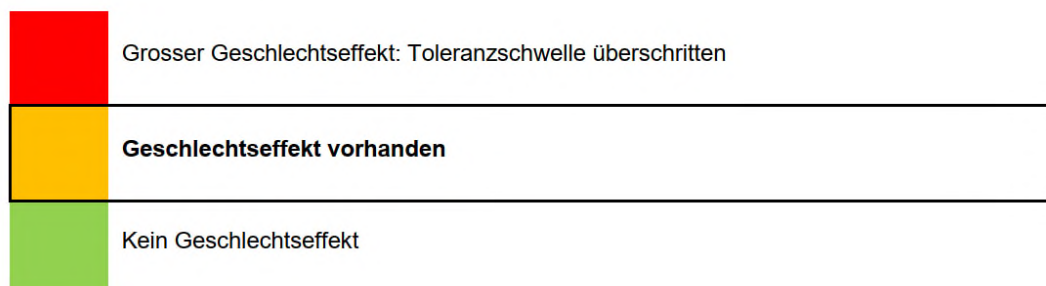 Grosser Geschlechtseffekt: Toleranzschwelle überschritten
Geschlechtseffekt vorhanden
Kein Geschlechtseffekt